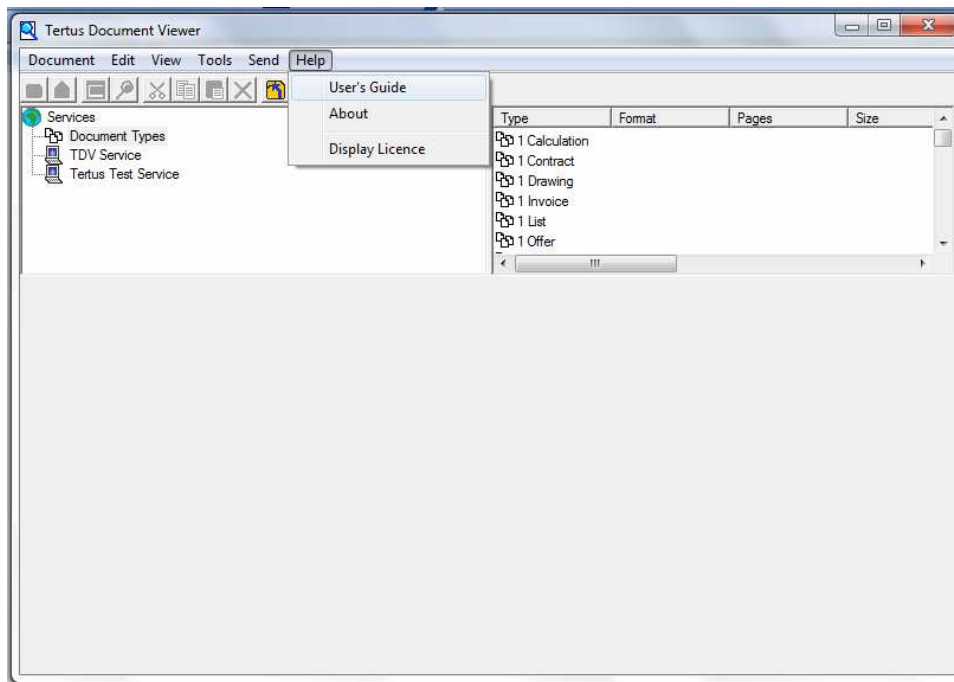 Tertus Document Viewer
Document Edit View Tools Send Help
User's Guide
About
Display Licence
Services
Document Types
TDV Service
Tertus Test Service
Type Format Pages Size
1 Calculation
1 Contract
1 Drawing
1 Invoice
1 List
1 Offer